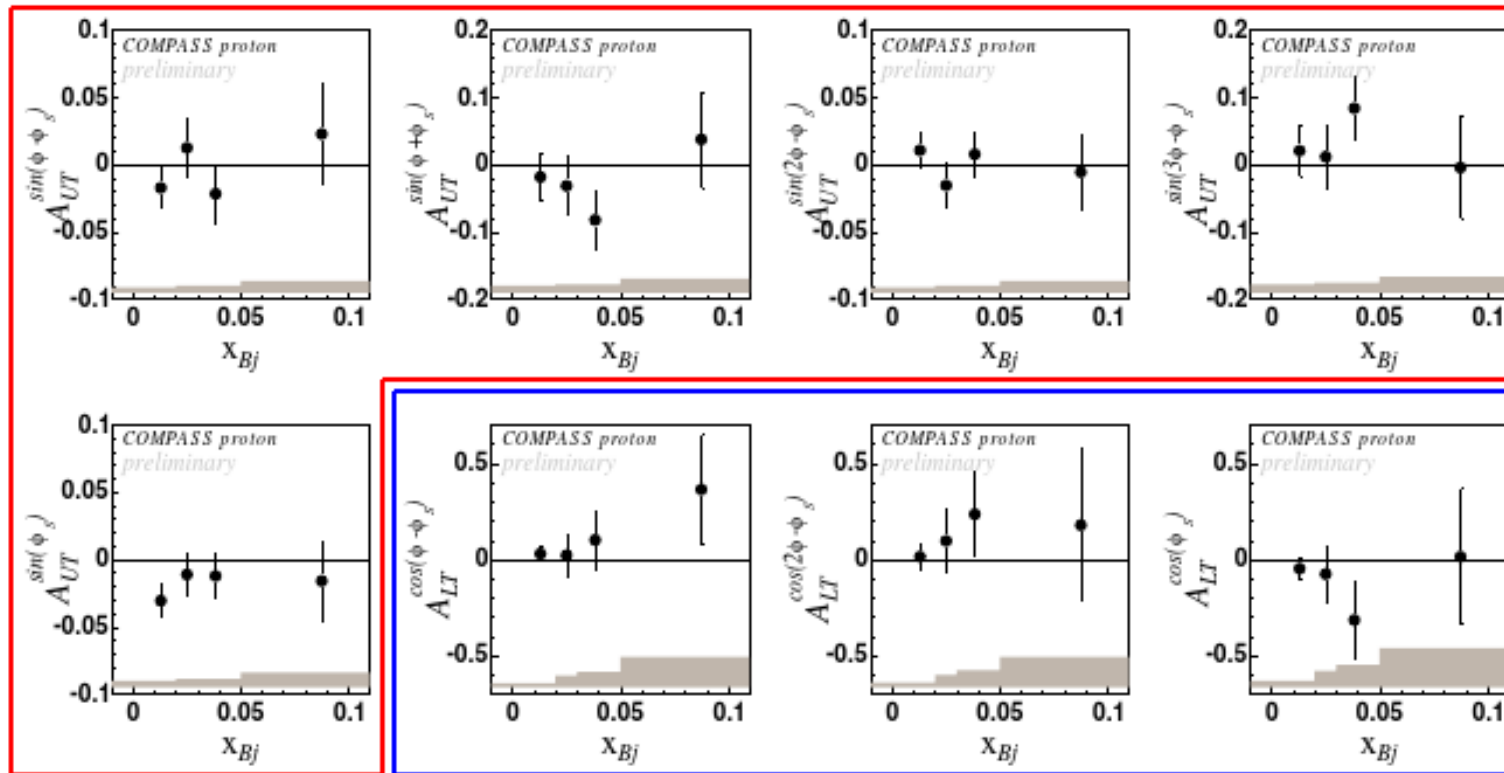 0.1
COMPASS proton
preliminary
0.05
0
-0.05
-0.1
A_UT^sin(ϕ-ϕ_s)
0 0.05 0.1
x_Bj
0.2
COMPASS proton
preliminary
0.1
0
-0.1
-0.2
A_UT^sin(ϕ+ϕ_s)
0 0.05 0.1
x_Bj
0.1
COMPASS proton
preliminary
0.05
0
-0.05
-0.1
A_UT^sin(2ϕ-ϕ_s)
0 0.05 0.1
x_Bj
0.2
COMPASS proton
preliminary
0.1
0
-0.1
-0.2
A_UT^sin(3ϕ-ϕ_s)
0 0.05 0.1
x_Bj
0.1
COMPASS proton
preliminary
0.05
0
-0.05
-0.1
A_UT^sin(ϕ_s)
0 0.05 0.1
x_Bj
COMPASS proton
preliminary
0.5
0
-0.5
A_LT^cos(ϕ-ϕ_s)
0 0.05 0.1
x_Bj
COMPASS proton
preliminary
0.5
0
-0.5
A_LT^cos(2ϕ-ϕ_s)
0 0.05 0.1
x_Bj
COMPASS proton
preliminary
0.5
0
-0.5
A_LT^cos(ϕ_s)
0 0.05 0.1
x_Bj